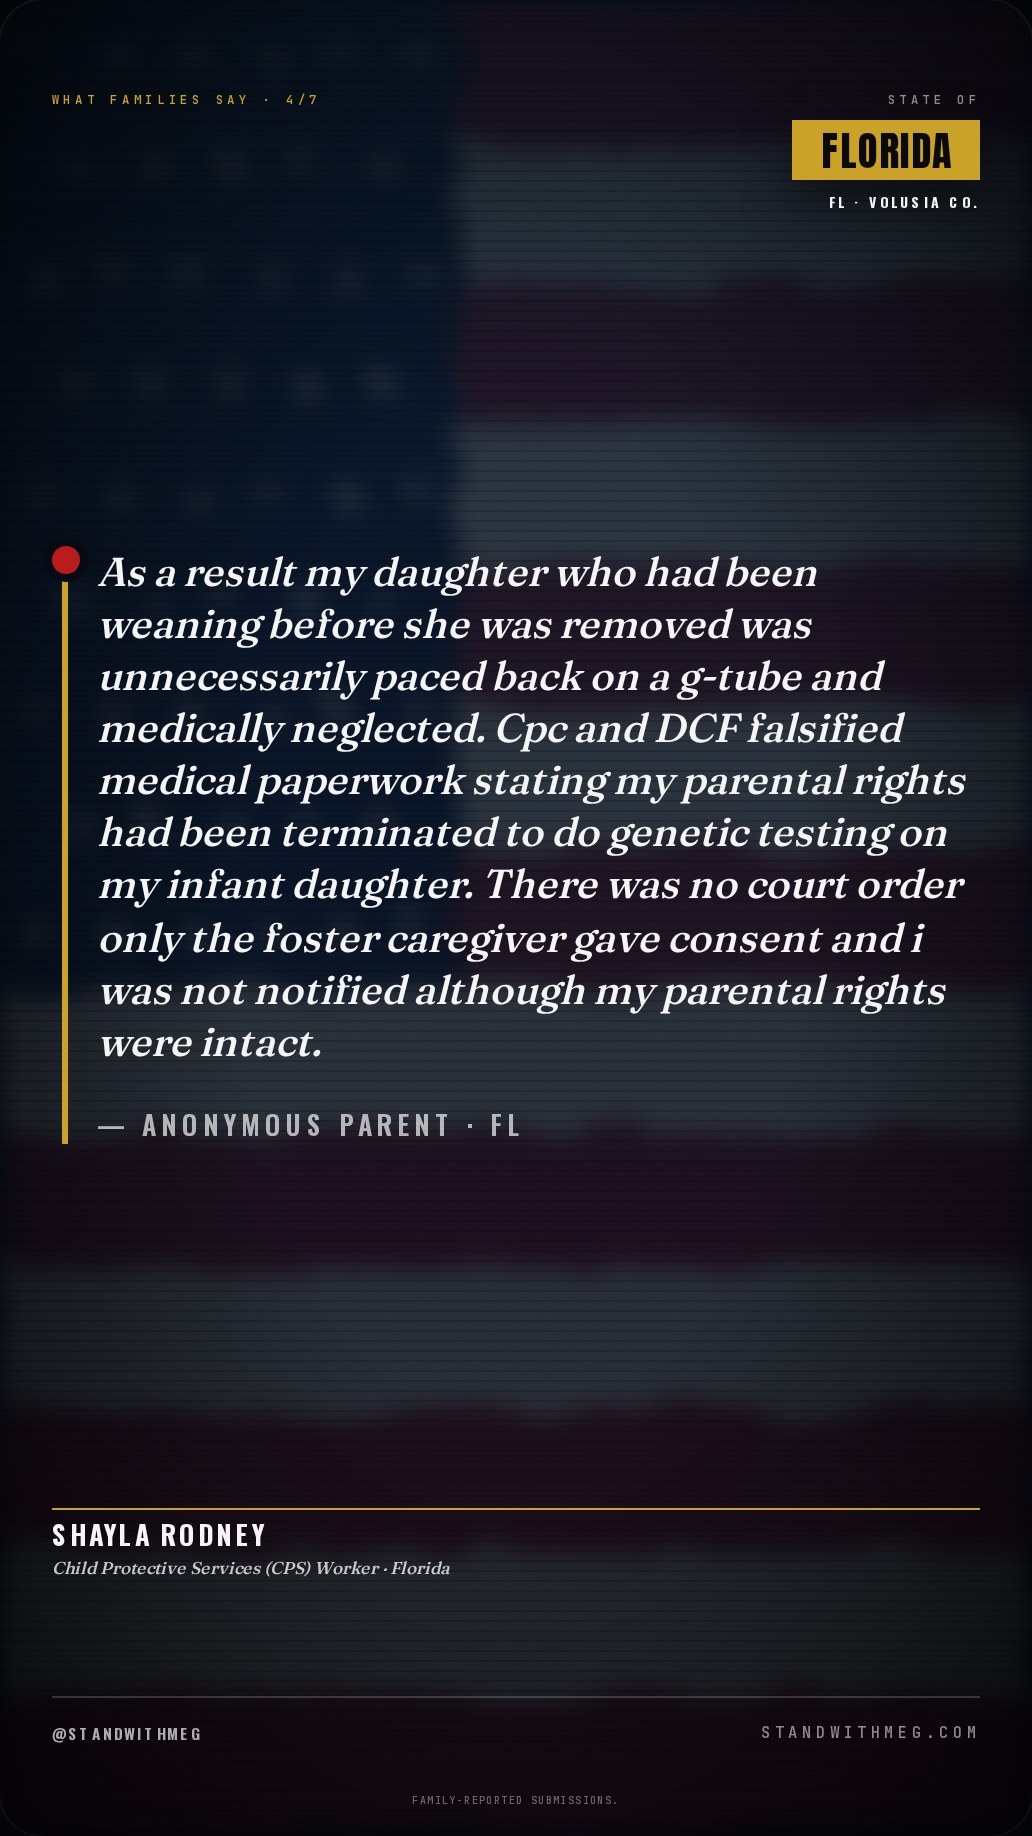 WHAT FAMILIES SAY · 4/7
STATE OF
FLORIDA
FL · VOLUSIA CO.
As a result my daughter who had been
weaning before she was removed was
unnecessarily paced back on a g-tube and
medically neglected. Cpc and DCF falsified
medical paperwork stating my parental rights
had been terminated to do genetic testing on
my infant daughter. There was no court order
only the foster caregiver gave consent and i
was not notified although my parental rights
were intact.
— ANONYMOUS PARENT · FL
SHAYLA RODNEY
Child Protective Services (CPS) Worker · Florida
@STANDWITHMEG
STANDWITHMEG.COM
FAMILY-REPORTED SUBMISSIONS.